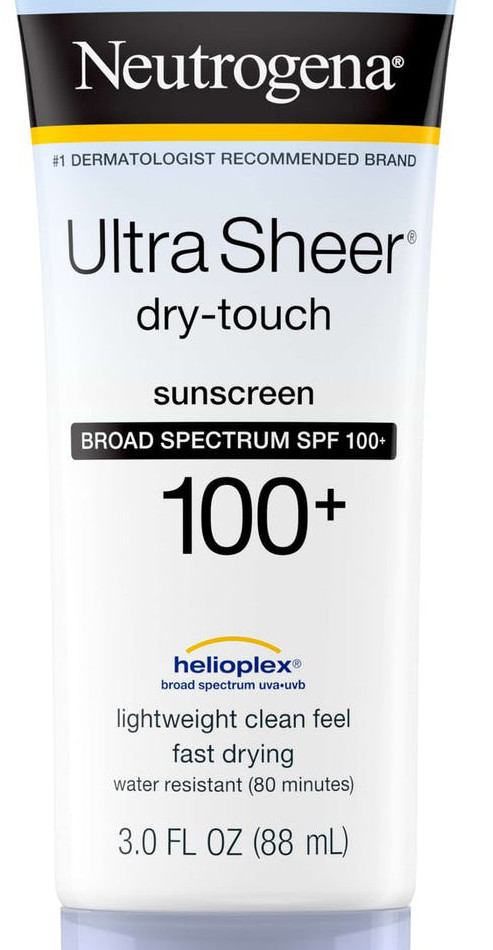 Neutrogena®
#1 DERMATOLOGIST RECOMMENDED BRAND
Ultra Sheer®
dry-touch
sunscreen
BROAD SPECTRUM SPF 100+
100+
helioplex®
broad spectrum uva•uvb
lightweight clean feel
fast drying
water resistant (80 minutes)
3.0 FL OZ (88 mL)